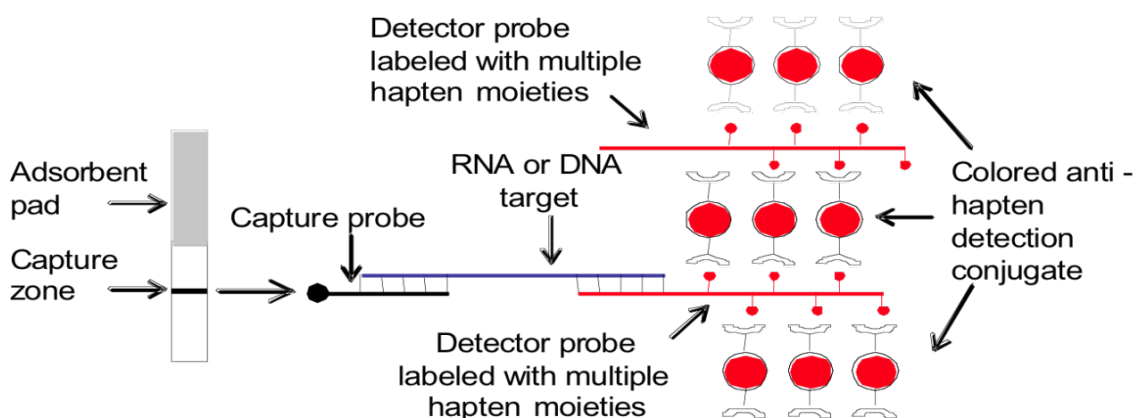 Detector probe
labeled with multiple
hapten moieties
Adsorbent
pad
RNA or DNA
target
Capture probe
Capture
zone
Colored anti -
hapten
detection
conjugate
Detector probe
labeled with multiple
hapten moieties